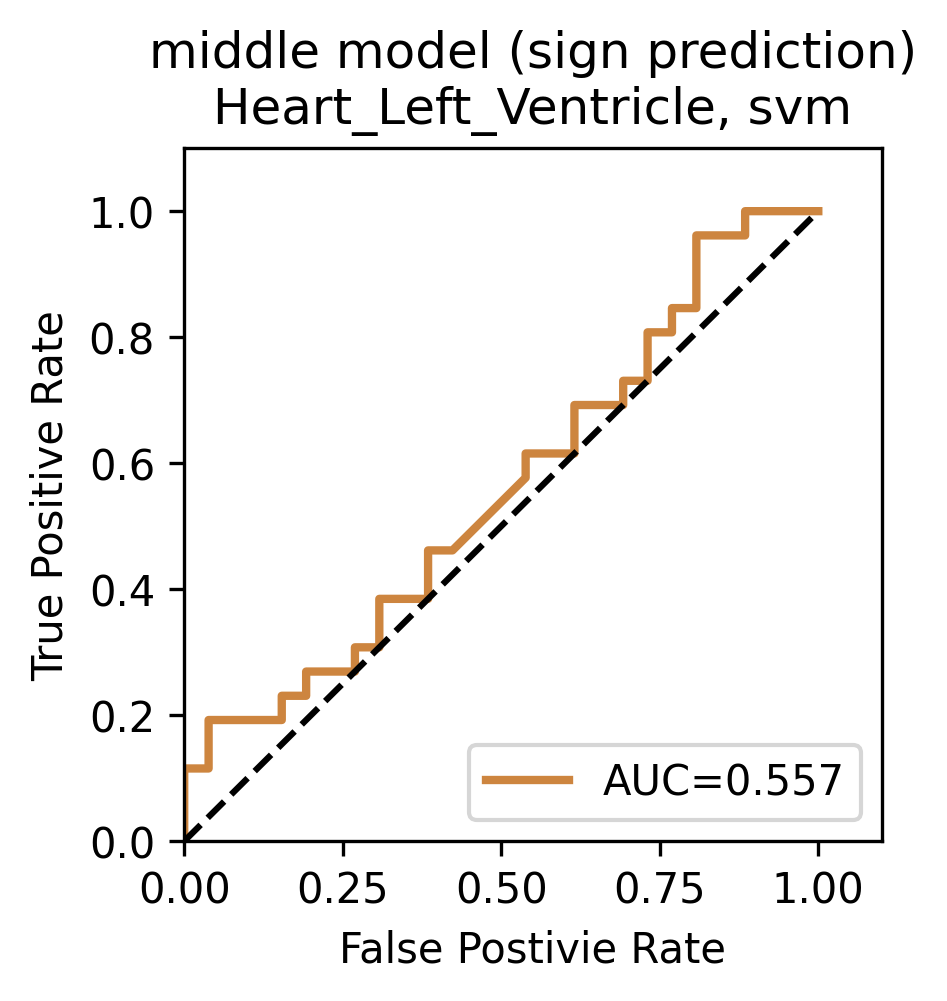 middle model (sign prediction)
Heart_Left_Ventricle, svm
True Positive Rate
1.0
0.8
0.6
0.4
0.2
0.0
AUC=0.557
0.00 0.25 0.50 0.75 1.00
False Postivie Rate